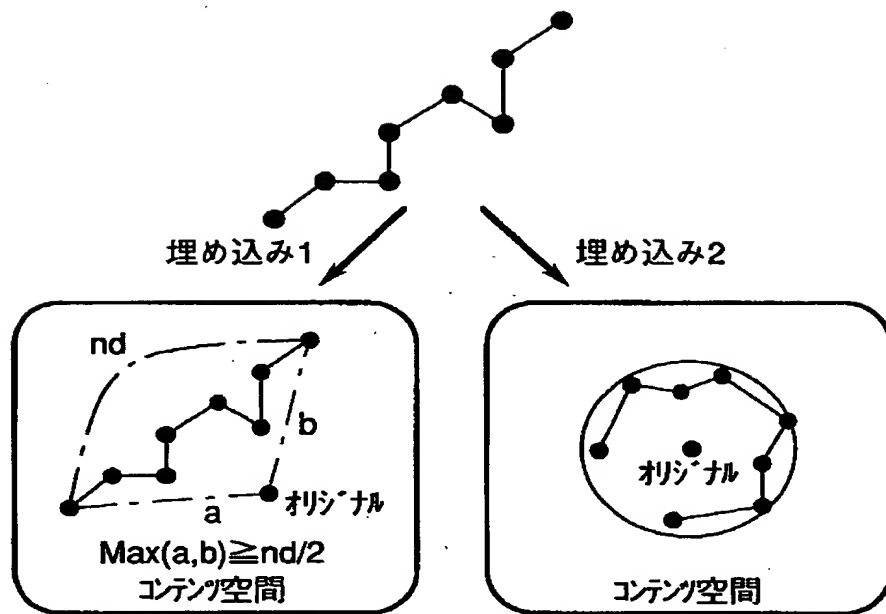 埋め込み1
埋め込み2
nd
b
a
オリジナル
Max(a,b)≧nd/2
コンテンツ空間
オリジナル
コンテンツ空間